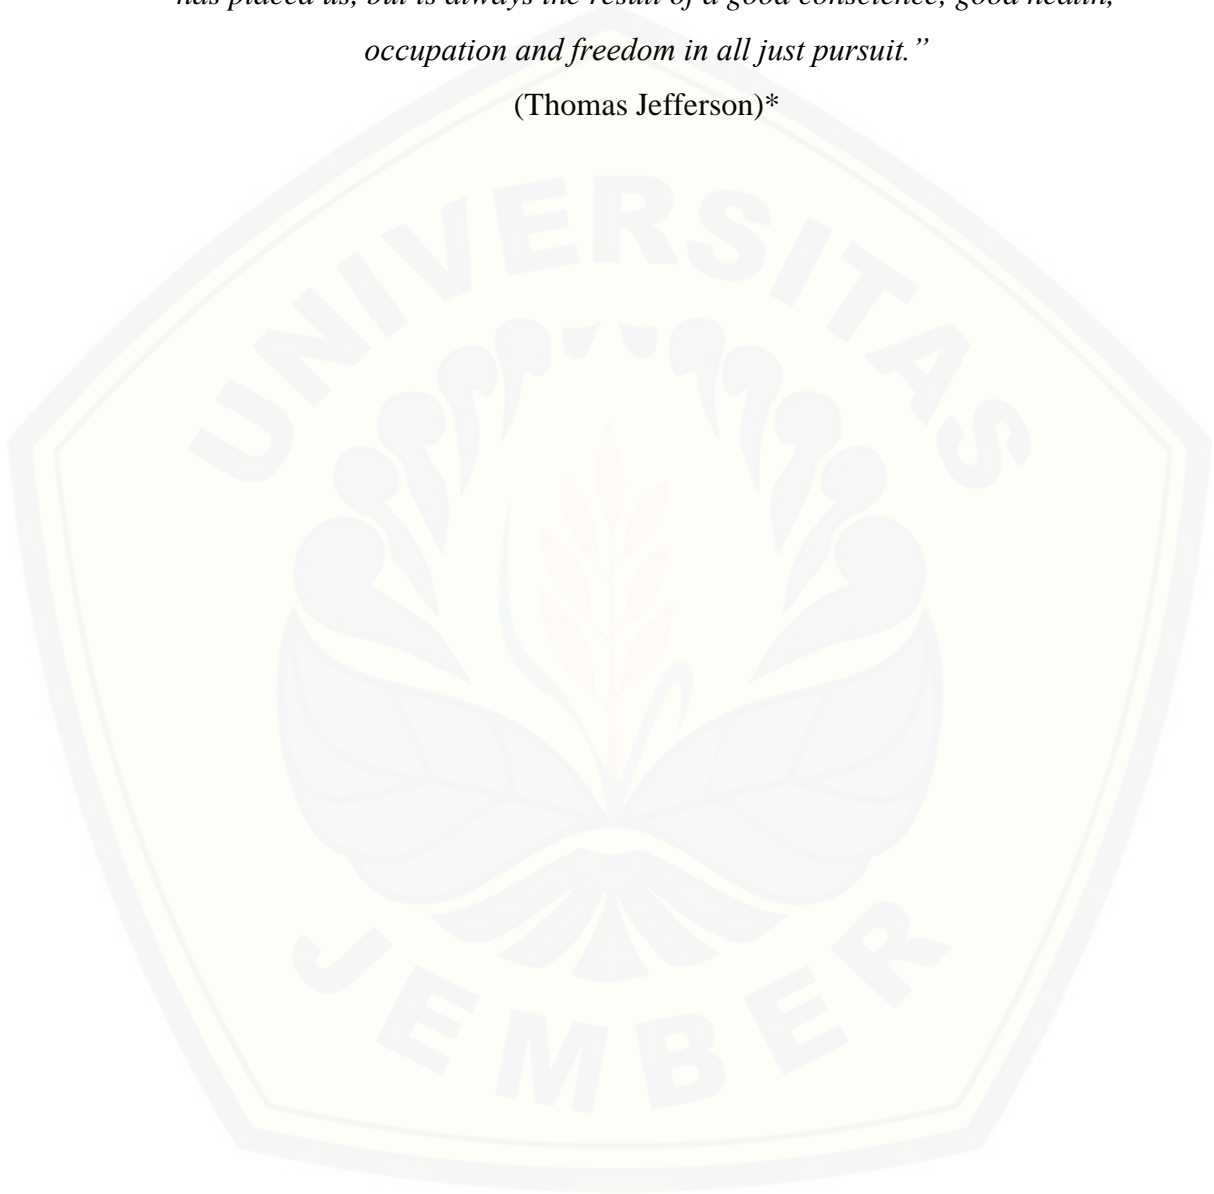 has placed us, but is always the result of a good conscience, good health,
occupation and freedom in all just pursuit.”
(Thomas Jefferson)*
UNIVERSITAS
JEMBER